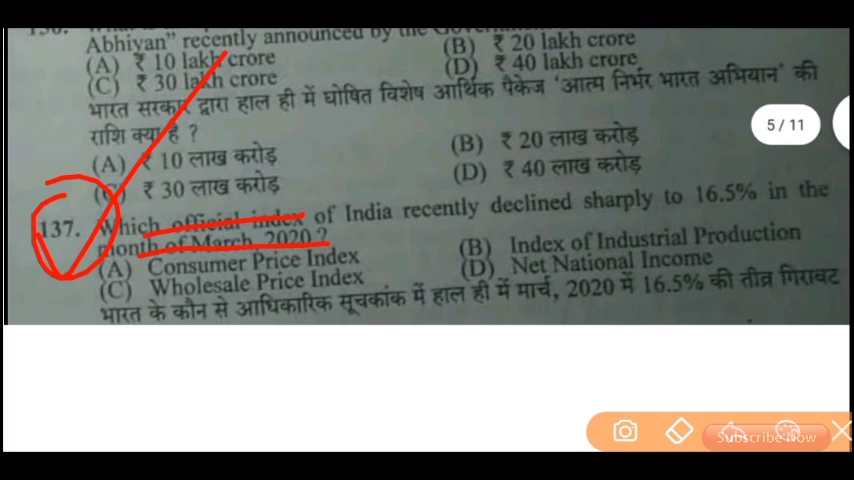 Abhiyan" recently announced by the
(A) ₹ 10 lakh crore
(B) ₹ 20 lakh crore
(C) ₹ 30 lakh crore
(D) ₹ 40 lakh crore
भारत सरकार द्वारा हाल ही में घोषित विशेष आर्थिक पैकेज 'आत्म निर्भर भारत अभियान' की
राशि क्या है ?
(A) ₹ 10 लाख करोड़
(B) ₹ 20 लाख करोड़
(C) ₹ 30 लाख करोड़
(D) ₹ 40 लाख करोड़
5 / 11
137. Which official index of India recently declined sharply to 16.5% in the
month of March 2020 ?
(A) Consumer Price Index
(B) Index of Industrial Production
(C) Wholesale Price Index
(D) Net National Income
भारत के कौन से आधिकारिक सूचकांक में हाल ही में मार्च, 2020 में 16.5% की तीव्र गिरावट
Subscribe Now